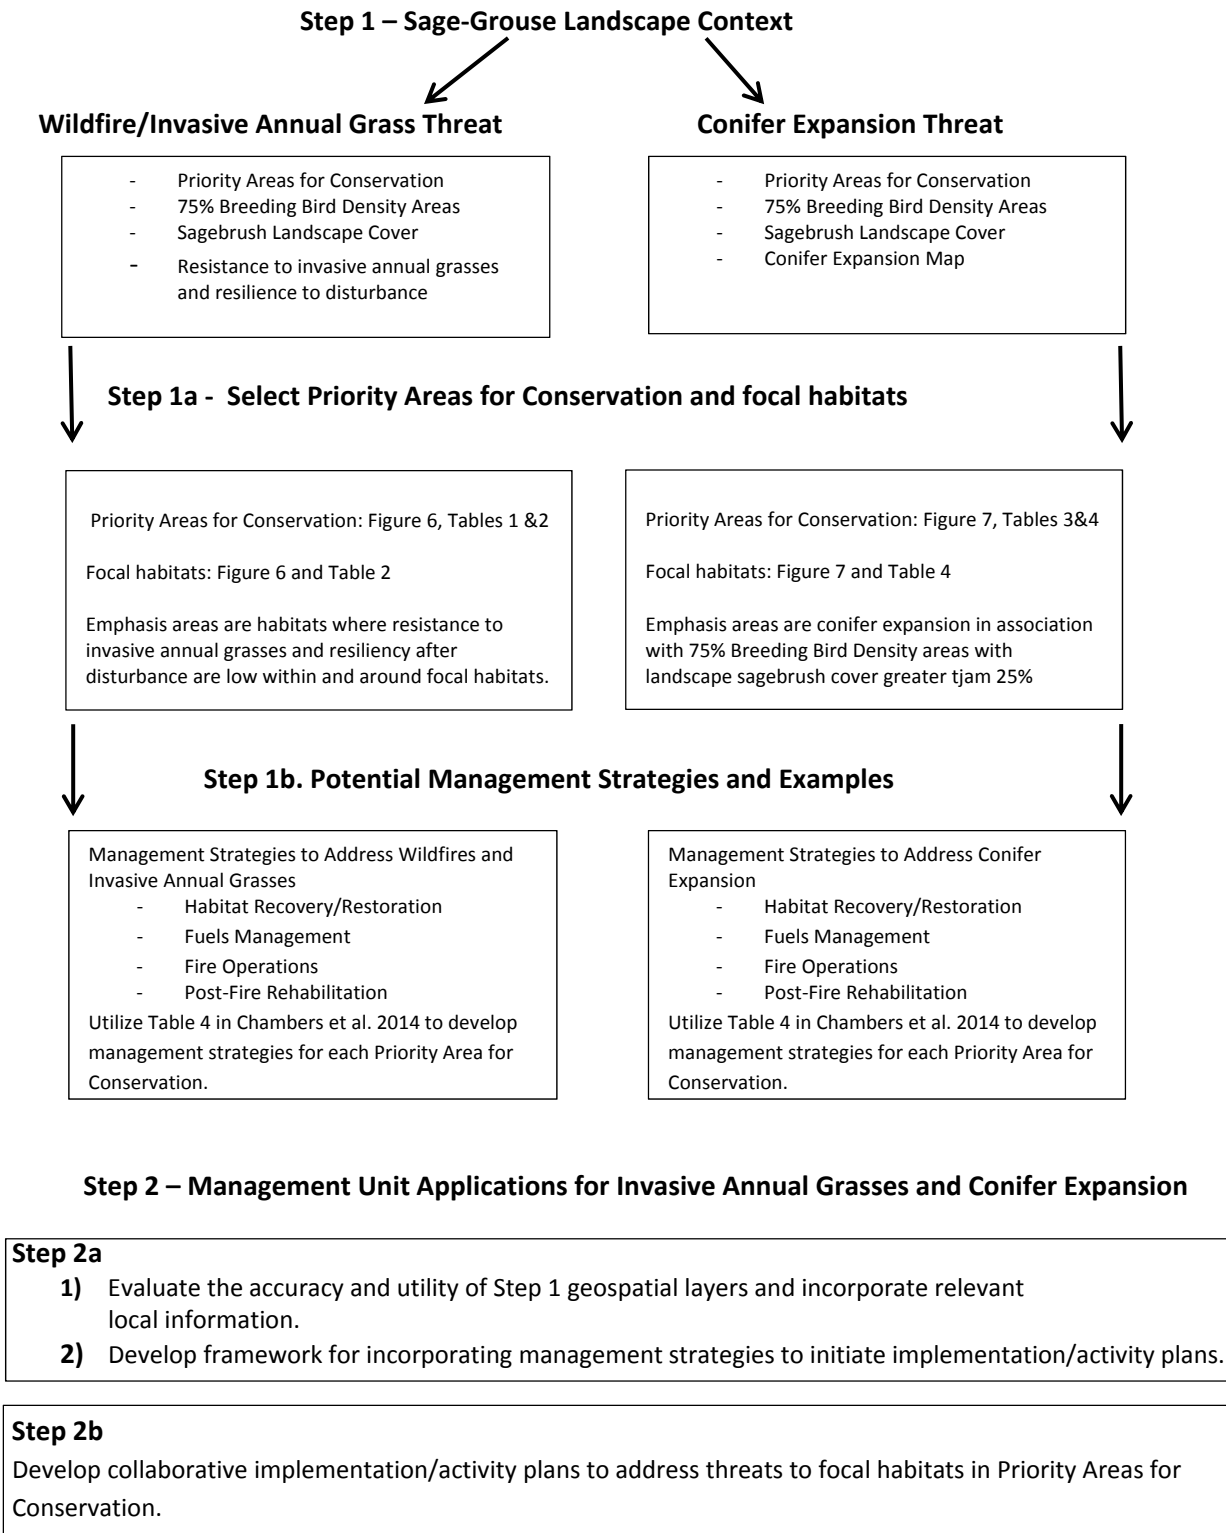 Step 1 – Sage-Grouse Landscape Context
Wildfire/Invasive Annual Grass Threat
- Priority Areas for Conservation
- 75% Breeding Bird Density Areas
- Sagebrush Landscape Cover
- Resistance to invasive annual grasses
and resilience to disturbance
Conifer Expansion Threat
- Priority Areas for Conservation
- 75% Breeding Bird Density Areas
- Sagebrush Landscape Cover
- Conifer Expansion Map
Step 1a - Select Priority Areas for Conservation and focal habitats
Priority Areas for Conservation: Figure 6, Tables 1 &2
Focal habitats: Figure 6 and Table 2
Emphasis areas are habitats where resistance to
invasive annual grasses and resiliency after
disturbance are low within and around focal habitats.
Priority Areas for Conservation: Figure 7, Tables 3&4
Focal habitats: Figure 7 and Table 4
Emphasis areas are conifer expansion in association
with 75% Breeding Bird Density areas with
landscape sagebrush cover greater tjam 25%
Step 1b. Potential Management Strategies and Examples
Management Strategies to Address Wildfires and
Invasive Annual Grasses
- Habitat Recovery/Restoration
- Fuels Management
- Fire Operations
- Post-Fire Rehabilitation
Utilize Table 4 in Chambers et al. 2014 to develop
management strategies for each Priority Area for
Conservation.
Management Strategies to Address Conifer
Expansion
- Habitat Recovery/Restoration
- Fuels Management
- Fire Operations
- Post-Fire Rehabilitation
Utilize Table 4 in Chambers et al. 2014 to develop
management strategies for each Priority Area for
Conservation.
Step 2 – Management Unit Applications for Invasive Annual Grasses and Conifer Expansion
Step 2a
1) Evaluate the accuracy and utility of Step 1 geospatial layers and incorporate relevant
local information.
2) Develop framework for incorporating management strategies to initiate implementation/activity plans.
Step 2b
Develop collaborative implementation/activity plans to address threats to focal habitats in Priority Areas for
Conservation.